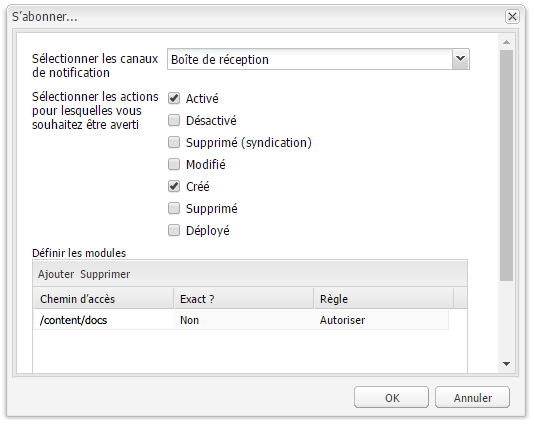 S'abonner...
Sélectionner les canaux
de notification
Boîte de réception
Sélectionner les actions
pour lesquelles vous
souhaitez être averti
Activé
Désactivé
Supprimé (syndication)
Modifié
Créé
Supprimé
Déployé
Définir les modules
Ajouter Supprimer
Chemin d'accès Exact ? Règle
/content/docs Non Autoriser
OK Annuler